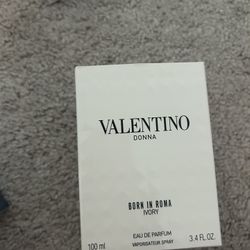 VALENTINO
DONNA
BORN IN ROMA
IVORY
EAU DE PARFUM
VAPORISATEUR SPRAY
100 ml 3.4 FL.OZ.